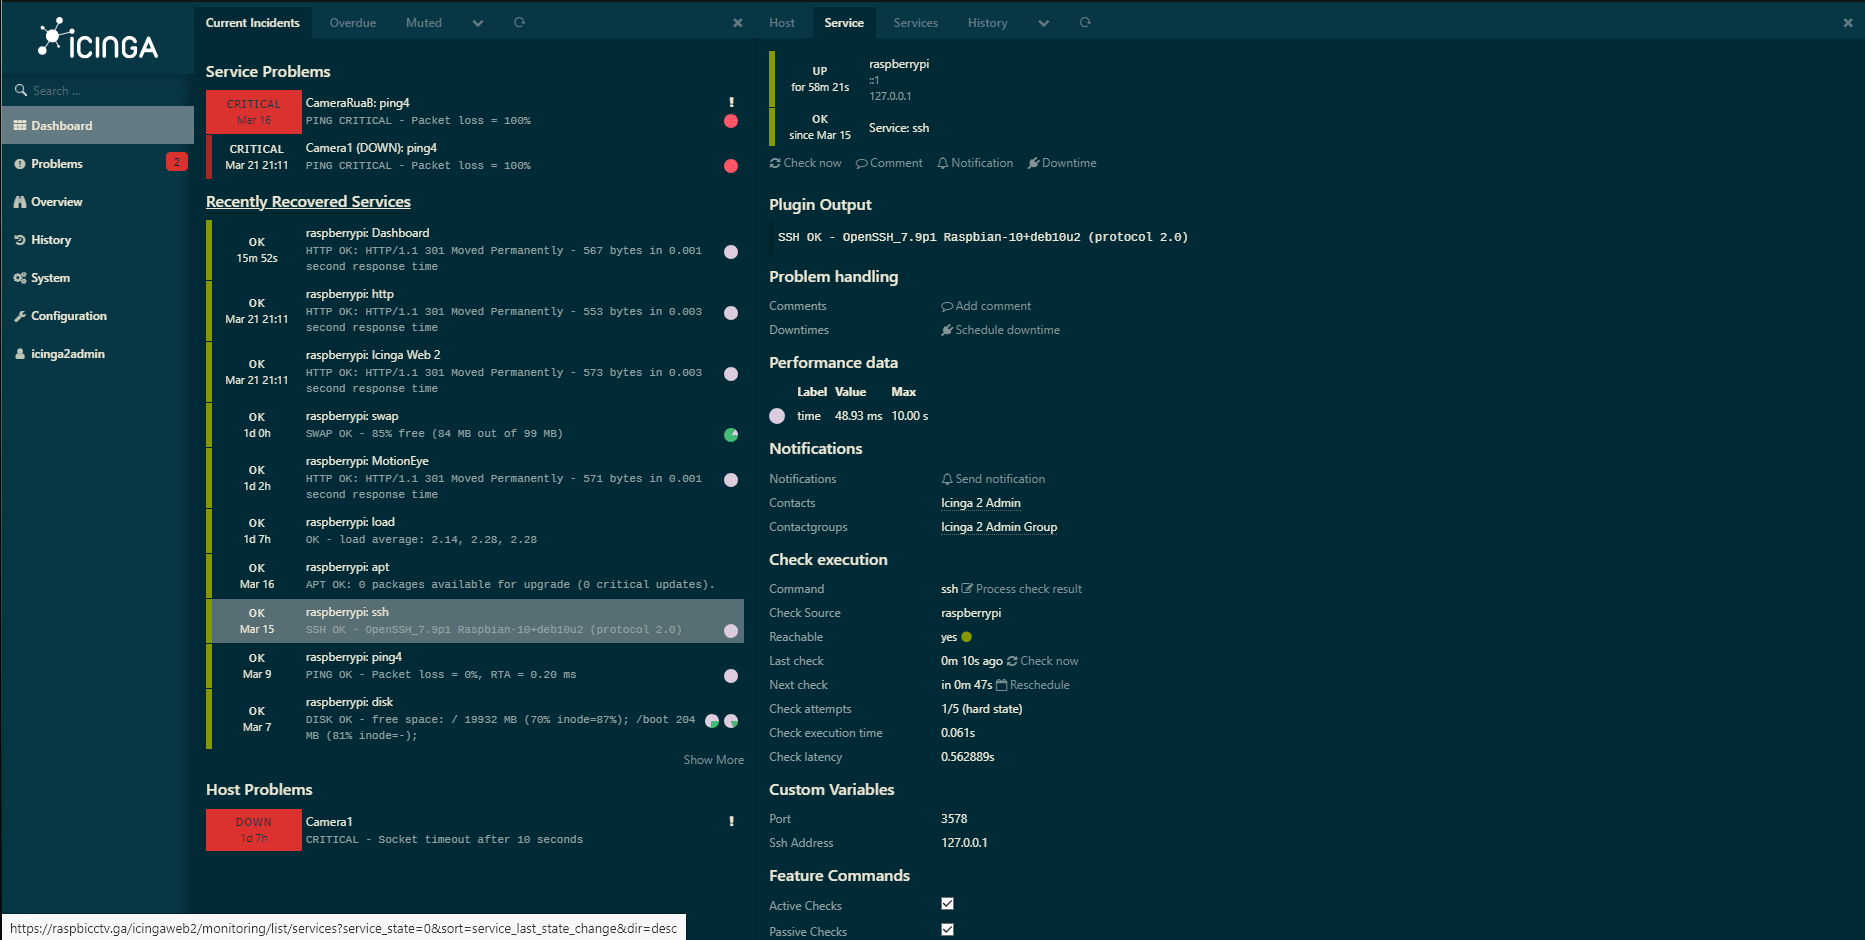 ICINGA
Search ...
Dashboard
Problems 2
Overview
History
System
Configuration
icinga2admin
Current Incidents Overdue Muted
Service Problems
CRITICAL
Mar 16
CameraRuaB: ping4
PING CRITICAL - Packet loss = 100%
CRITICAL
Mar 21 21:11
Camera1 (DOWN): ping4
PING CRITICAL - Packet loss = 100%
Recently Recovered Services
OK
15m 52s
raspberrypi: Dashboard
HTTP OK: HTTP/1.1 301 Moved Permanently - 567 bytes in 0.001
second response time
OK
Mar 21 21:11
raspberrypi: http
HTTP OK: HTTP/1.1 301 Moved Permanently - 553 bytes in 0.003
second response time
OK
Mar 21 21:11
raspberrypi: Icinga Web 2
HTTP OK: HTTP/1.1 301 Moved Permanently - 573 bytes in 0.003
second response time
OK
1d 0h
raspberrypi: swap
SWAP OK - 85% free (84 MB out of 99 MB)
OK
1d 2h
raspberrypi: MotionEye
HTTP OK: HTTP/1.1 301 Moved Permanently - 571 bytes in 0.001
second response time
OK
1d 7h
raspberrypi: load
OK - load average: 2.14, 2.28, 2.28
OK
Mar 16
raspberrypi: apt
APT OK: 0 packages available for upgrade (0 critical updates).
OK
Mar 15
raspberrypi: ssh
SSH OK - OpenSSH_7.9p1 Raspbian-10+deb10u2 (protocol 2.0)
OK
Mar 9
raspberrypi: ping4
PING OK - Packet loss = 0%, RTA = 0.20 ms
OK
Mar 7
raspberrypi: disk
DISK OK - free space: / 19932 MB (70% inode=87%); /boot 204
MB (81% inode=-);
Show More
Host Problems
DOWN
1d 7h
Camera1
CRITICAL - Socket timeout after 10 seconds
Host Service Services History
UP
for 58m 21s
raspberrypi
::1
127.0.0.1
OK
since Mar 15
Service: ssh
Check now Comment Notification Downtime
Plugin Output
SSH OK - OpenSSH_7.9p1 Raspbian-10+deb10u2 (protocol 2.0)
Problem handling
Comments Add comment
Downtimes Schedule downtime
Performance data
Label Value Max
time 48.93 ms 10.00 s
Notifications
Notifications Send notification
Contacts Icinga 2 Admin
Contactgroups Icinga 2 Admin Group
Check execution
Command ssh Process check result
Check Source raspberrypi
Reachable yes
Last check 0m 10s ago Check now
Next check in 0m 47s Reschedule
Check attempts 1/5 (hard state)
Check execution time 0.061s
Check latency 0.562889s
Custom Variables
Port 3578
Ssh Address 127.0.0.1
Feature Commands
Active Checks
Passive Checks
https://raspbicctv.ga/icingaweb2/monitoring/list/services?service_state=0&sort=service_last_state_change&dir=desc